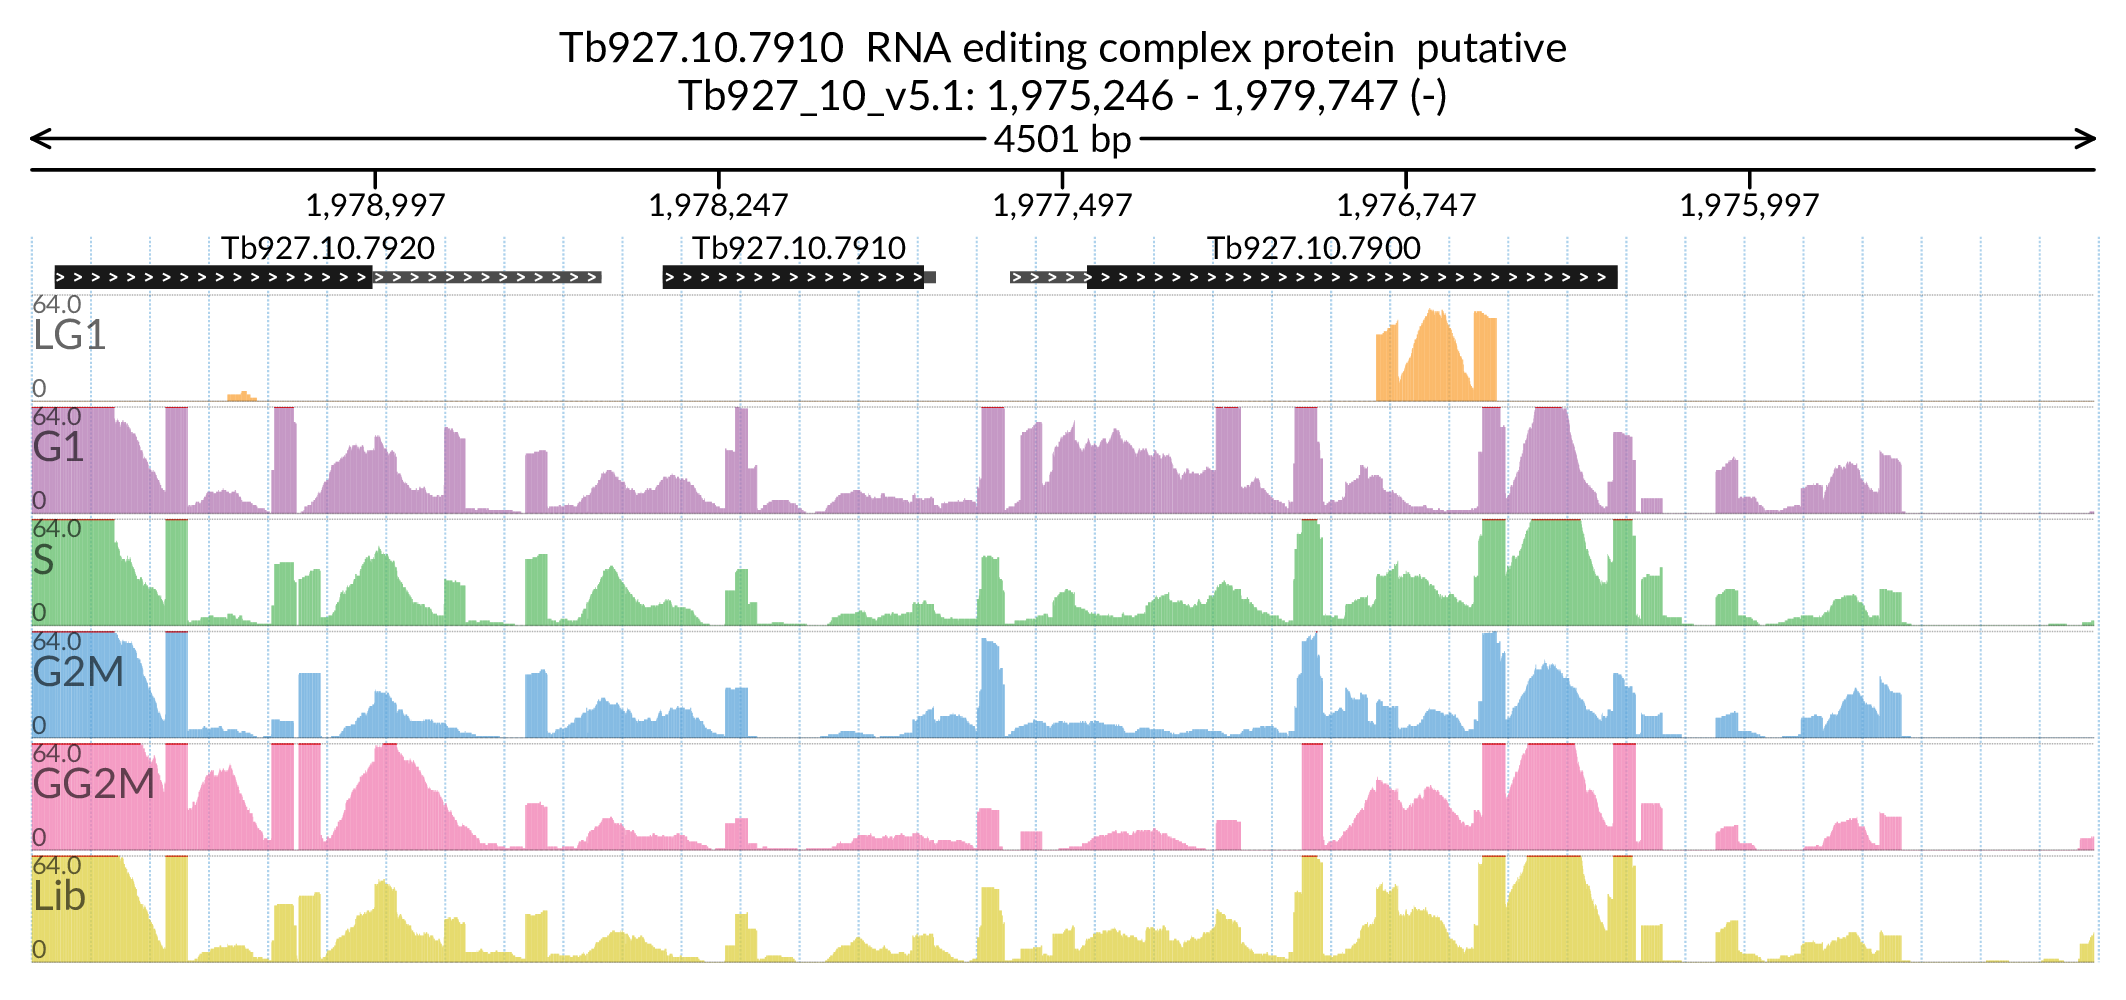 Tb927.10.7910  RNA editing complex protein  putative
Tb927_10_v5.1: 1,975,246 - 1,979,747 (-)
4501 bp
1,978,997 1,978,247 1,977,497 1,976,747 1,975,997
Tb927.10.7920 Tb927.10.7910 Tb927.10.7900
64.0
LG1
0
64.0
G1
0
64.0
S
0
64.0
G2M
0
64.0
GG2M
0
64.0
Lib
0